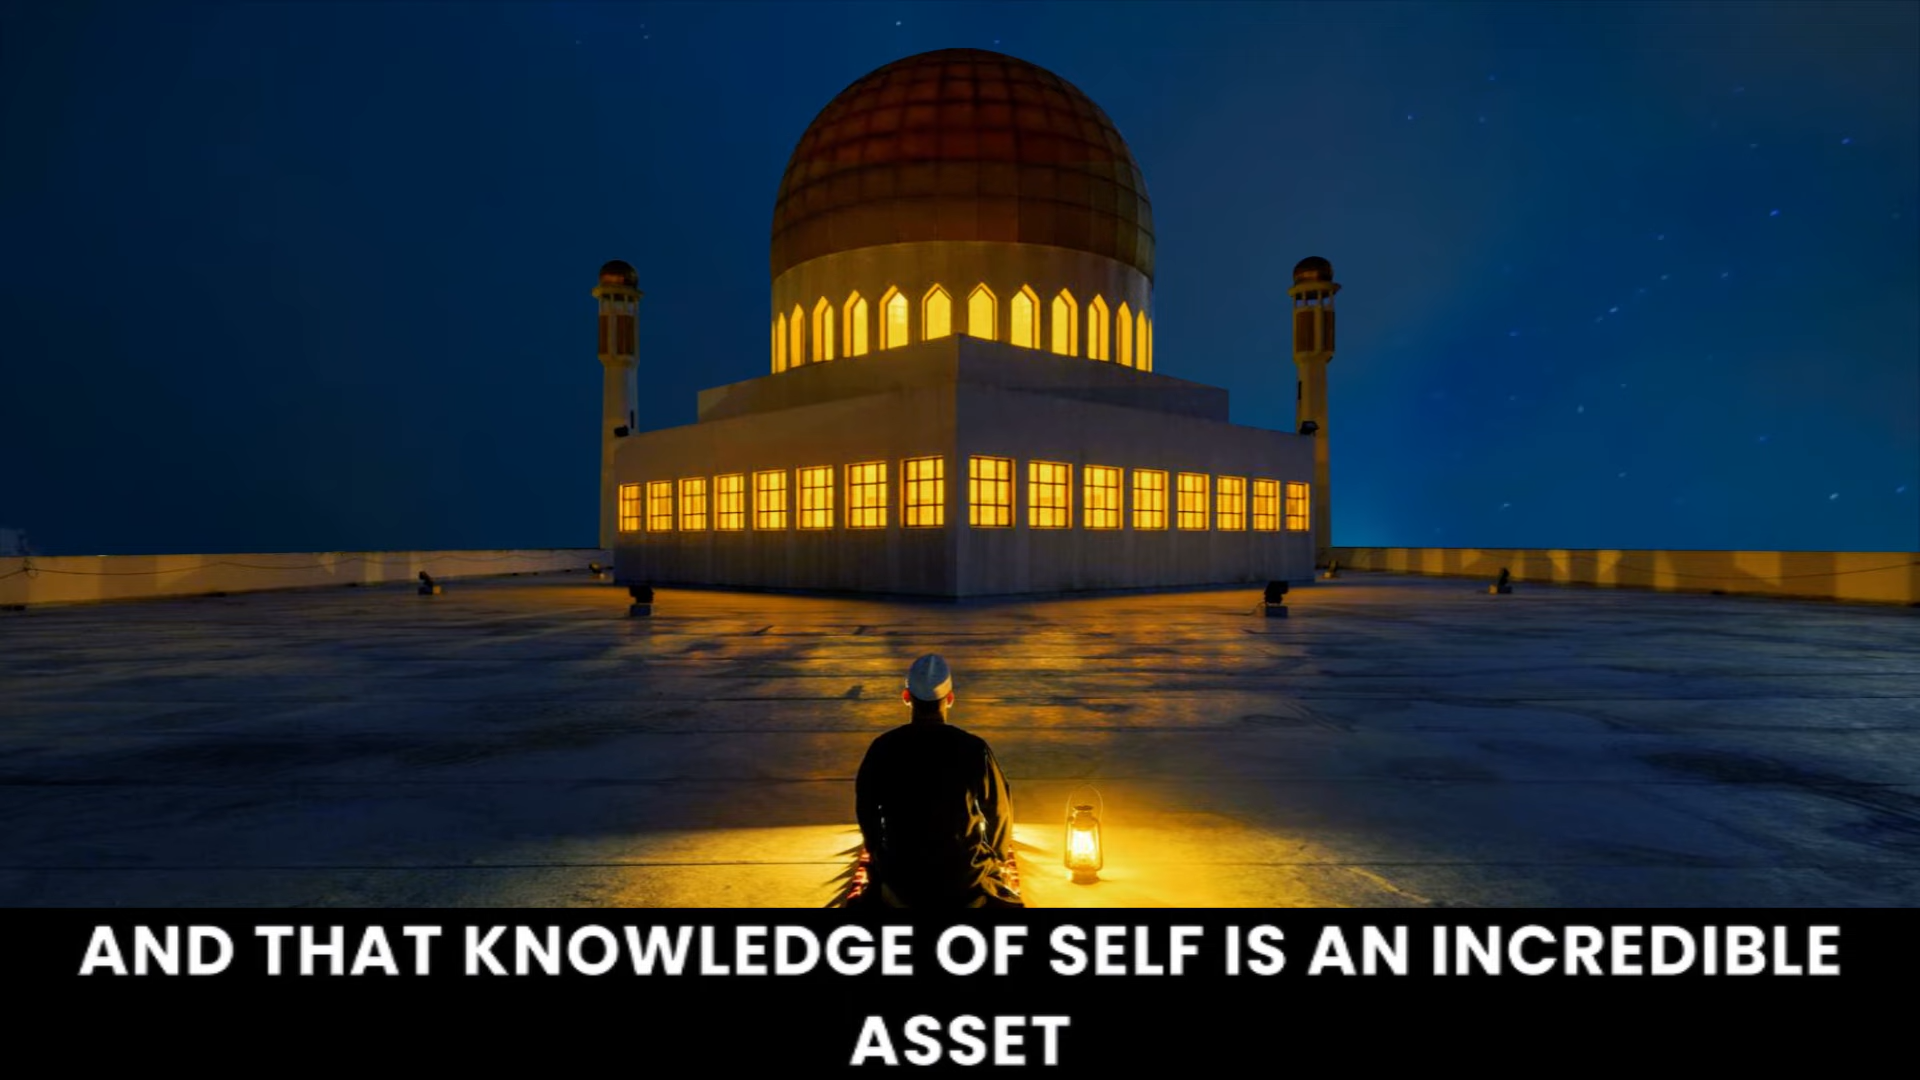 AND THAT KNOWLEDGE OF SELF IS AN INCREDIBLE
ASSET